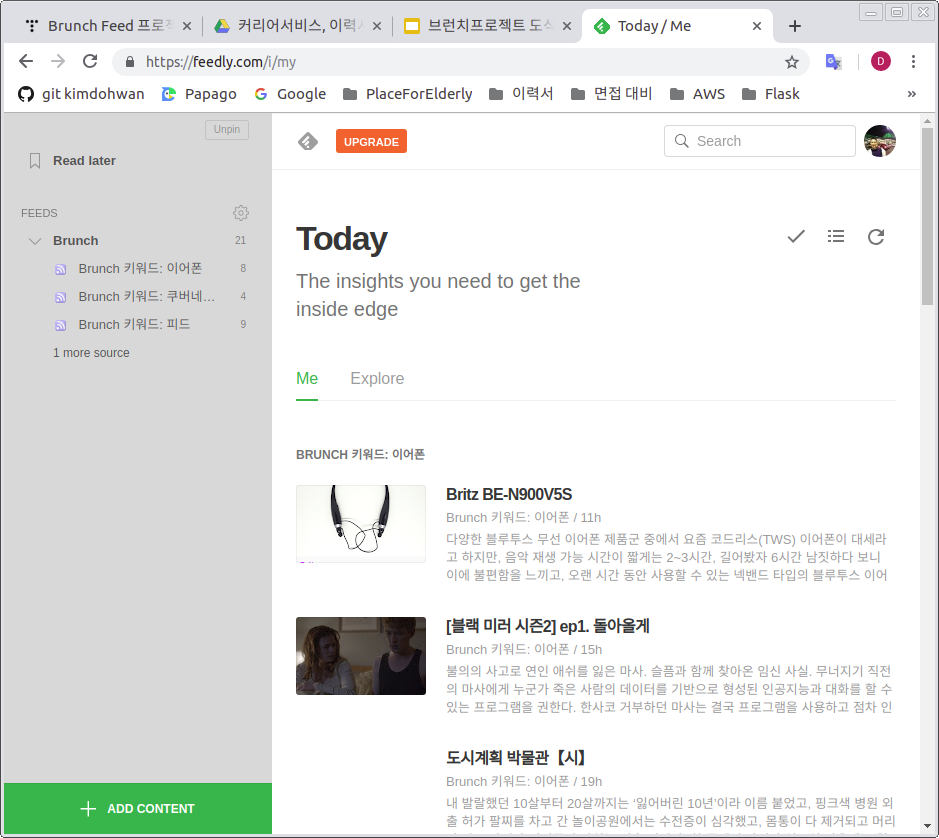 Brunch Feed 프로젝
커리어서비스, 이력
브런치프로젝트 도
Today / Me
https://feedly.com/i/my
D
git kimdohwan
Papago
Google
PlaceForElderly
이력서
면접 대비
AWS
Flask
»
Unpin
Read later
FEEDS
Brunch 21
Brunch 키워드: 이어폰 8
Brunch 키워드: 쿠버네… 4
Brunch 키워드: 피드 9
1 more source
ADD CONTENT
UPGRADE
Search
Today
The insights you need to get the
inside edge
Me
Explore
BRUNCH 키워드: 이어폰
Britz BE-N900V5S
Brunch 키워드: 이어폰 / 11h
다양한 블루투스 무선 이어폰 제품군 중에서 요즘 코드리스(TWS) 이어폰이 대세라
고 하지만, 음악 재생 가능 시간이 짧게는 2~3시간, 길어봤자 6시간 남짓하다 보니
이에 불편함을 느끼고, 오랜 시간 동안 사용할 수 있는 넥밴드 타입의 블루투스 이어
[블랙 미러 시즌2] ep1. 돌아올게
Brunch 키워드: 이어폰 / 15h
불의의 사고로 연인 애쉬를 잃은 마사. 슬픔과 함께 찾아온 임신 사실. 무너지기 직전
의 마사에게 누군가 죽은 사람의 데이터를 기반으로 형성된 인공지능과 대화를 할 수
있는 프로그램을 권한다. 한사코 거부하던 마사는 결국 프로그램을 사용하고 점차 인
도시계획 박물관【시】
Brunch 키워드: 이어폰 / 19h
내 발랄했던 10살부터 20살까지는 ‘잃어버린 10년’이라 이름 붙었고, 핑크색 병원 외
출 허가 팔찌를 차고 간 놀이공원에서는 수전증이 심각했고, 몸통이 다 제거되고 머리